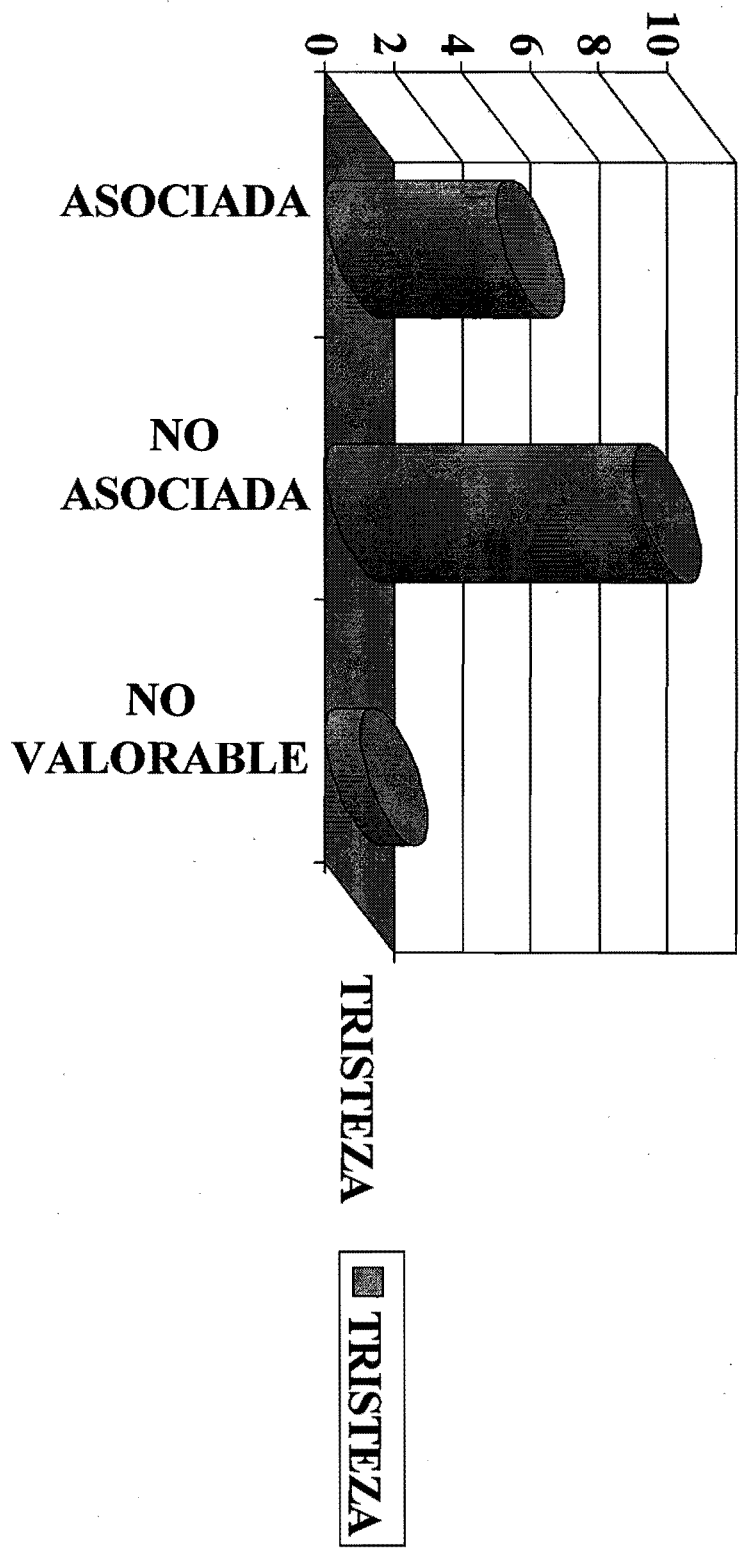 10
8
6
4
2
0
ASOCIADA
NO
ASOCIADA
NO
VALORABLE
TRISTEZA
TRISTEZA